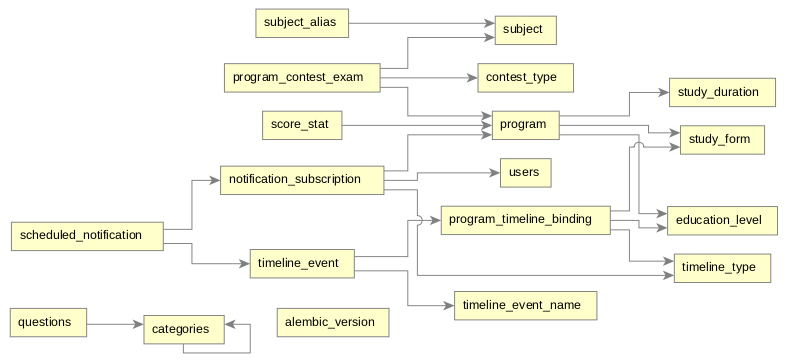 subject_alias
subject
program_contest_exam
contest_type
study_duration
score_stat
program
study_form
notification_subscription
users
scheduled_notification
program_timeline_binding
education_level
timeline_event
timeline_type
timeline_event_name
questions
categories
alembic_version